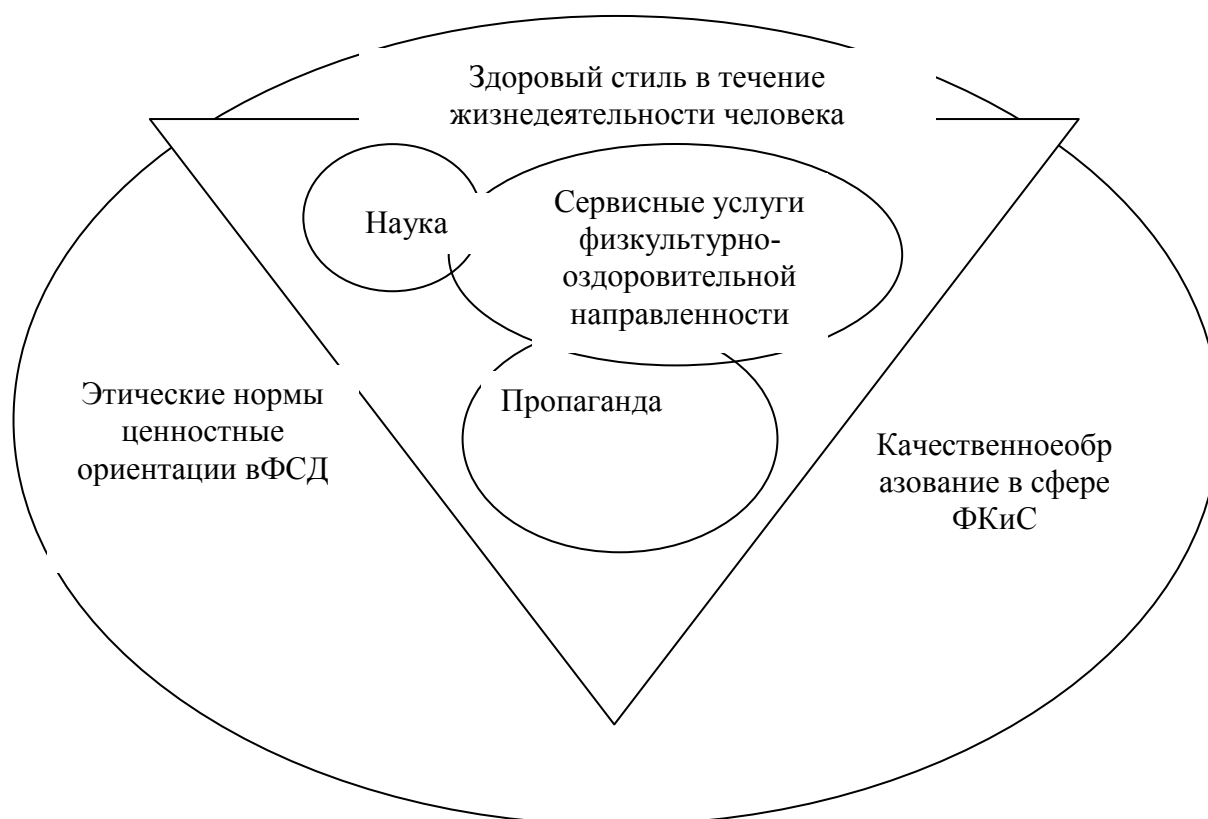 Здоровый стиль в течение
жизнедеятельности человека
Наука
Сервисные услуги
физкультурно-
оздоровительной
направленности
Пропаганда
Этические нормы
ценностные
ориентации вФСД
Качественноеобр
азование в сфере
ФКиС